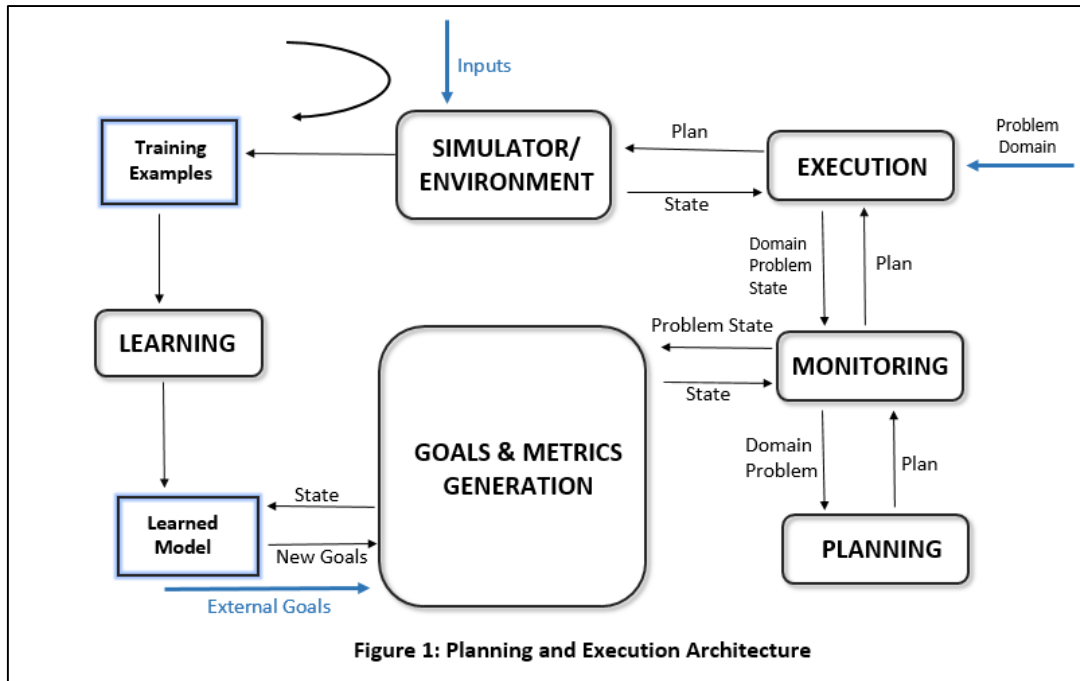 Inputs
Training
Examples
SIMULATOR/
ENVIRONMENT
Plan
State
EXECUTION
Problem
Domain
Domain
Problem
State
Plan
LEARNING
Problem State
State
MONITORING
GOALS & METRICS
GENERATION
Domain
Problem
Plan
State
Learned
Model
New Goals
PLANNING
External Goals
Figure 1: Planning and Execution Architecture